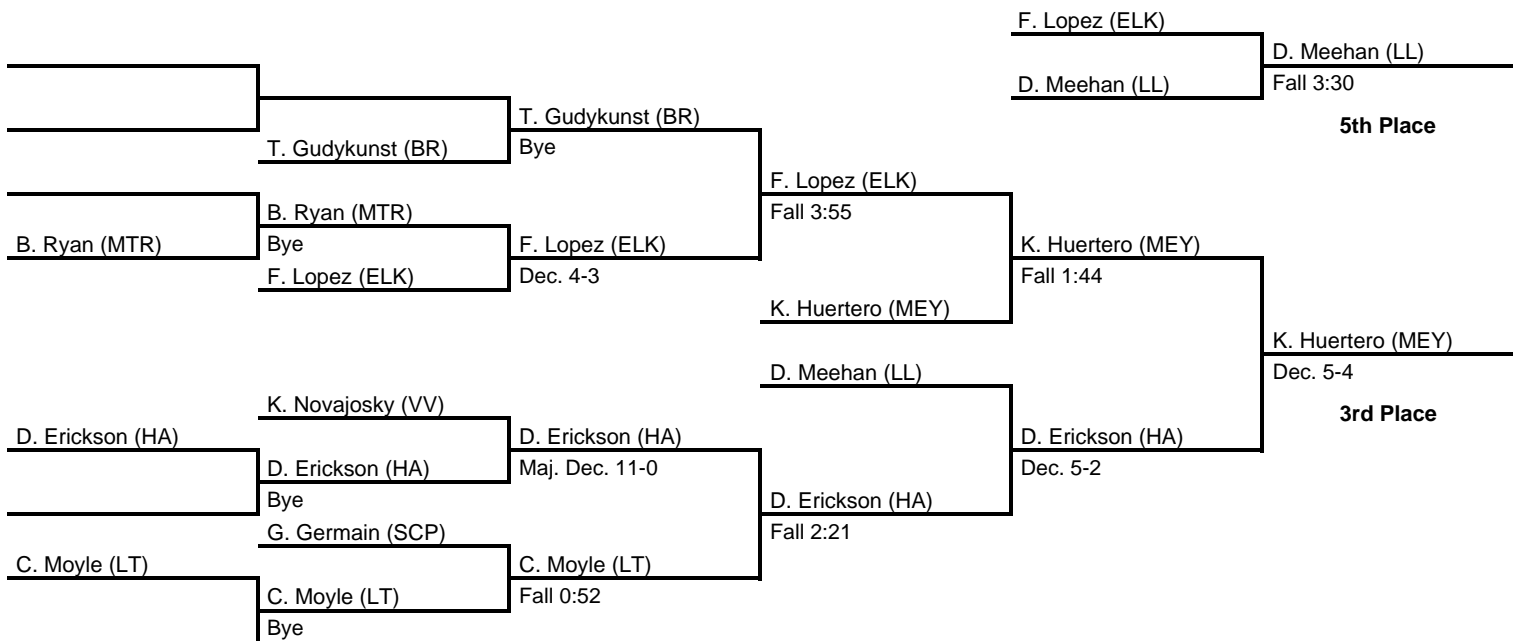 F. Lopez (ELK)
D. Meehan (LL)
D. Meehan (LL)
Fall 3:30
5th Place
T. Gudykunst (BR)
T. Gudykunst (BR)
Bye
F. Lopez (ELK)
Fall 3:55
B. Ryan (MTR)
B. Ryan (MTR)
Bye
F. Lopez (ELK)
F. Lopez (ELK)
Dec. 4-3
K. Huertero (MEY)
Fall 1:44
K. Huertero (MEY)
K. Huertero (MEY)
Dec. 5-4
3rd Place
D. Meehan (LL)
K. Novajosky (VV)
D. Erickson (HA)
D. Erickson (HA)
Bye
D. Erickson (HA)
Maj. Dec. 11-0
D. Erickson (HA)
Dec. 5-2
D. Erickson (HA)
Fall 2:21
G. Germain (SCP)
C. Moyle (LT)
C. Moyle (LT)
Bye
C. Moyle (LT)
Fall 0:52